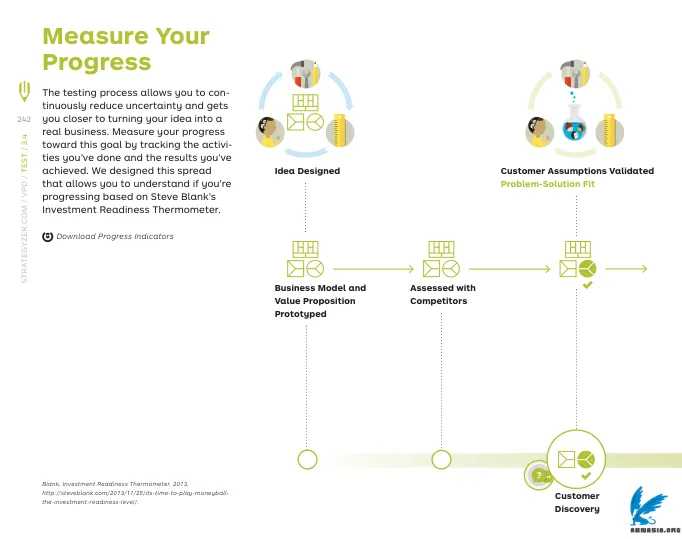 Measure Your
Progress
The testing process allows you to con-
tinuously reduce uncertainty and gets
you closer to turning your idea into a
real business. Measure your progress
toward this goal by tracking the activi-
ties you've done and the results you've
achieved. We designed this spread
that allows you to understand if you're
progressing based on Steve Blank's
Investment Readiness Thermometer.
Download Progress Indicators
242
STRATEGYZER.COM / VPD / TEST / 3.4
Idea Designed
Customer Assumptions Validated
Problem-Solution Fit
Business Model and
Value Proposition
Prototyped
Assessed with
Competitors
?
Customer
Discovery
Blank, Investment Readiness Thermometer, 2013,
http://steveblank.com/2013/11/25/its-time-to-play-moneyball-
the-investment-readiness-level/.
ABNASIA.ORG